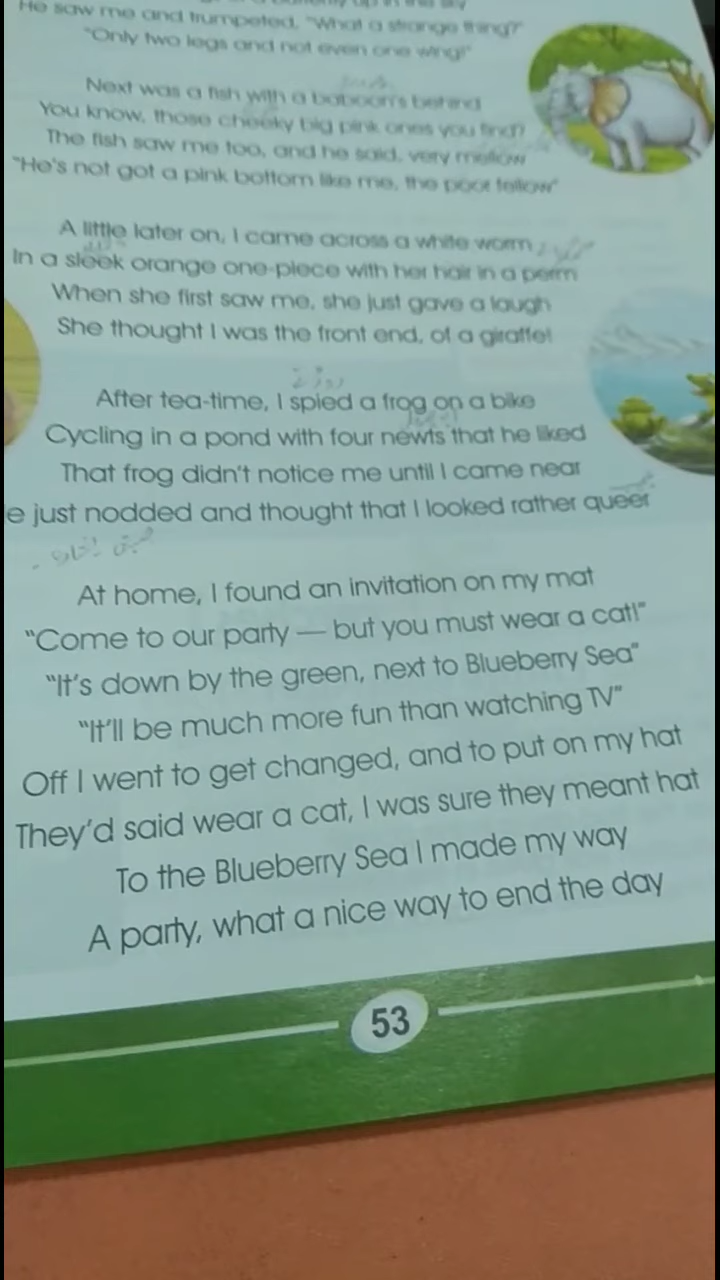 He saw me and trumpeted, "What a strange thing?"
"Only two legs and not even one wing!"
Next was a fish with a baboon's behind
You know, those cheeky big pink ones you find?
The fish saw me too, and he said, very mellow
"He's not got a pink bottom like me, the poor fellow"
A little later on, I came across a white worm
In a sleek orange one-piece with her hair in a perm
When she first saw me, she just gave a laugh
She thought I was the front end, of a giraffe!
After tea-time, I spied a frog on a bike
Cycling in a pond with four newts that he liked
That frog didn't notice me until I came near
e just nodded and thought that I looked rather queer
At home, I found an invitation on my mat
"Come to our party — but you must wear a cat!"
"It's down by the green, next to Blueberry Sea"
"It'll be much more fun than watching TV"
Off I went to get changed, and to put on my hat
They'd said wear a cat, I was sure they meant hat
To the Blueberry Sea I made my way
A party, what a nice way to end the day
53